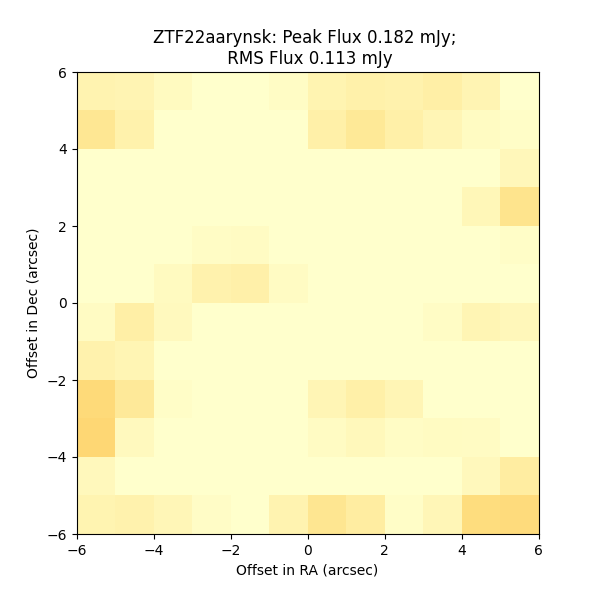 ZTF22aarynsk: Peak Flux 0.182 mJy;
RMS Flux 0.113 mJy
6
4
2
0
−2
−4
−6
Offset in Dec (arcsec)
−6 −4 −2 0 2 4 6
Offset in RA (arcsec)